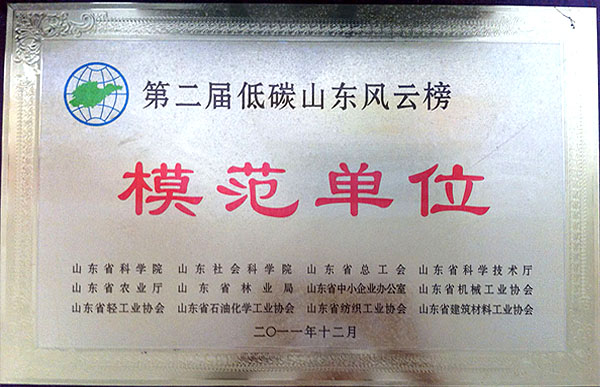 第二届低碳山东风云榜
模范单位
山东省科学院 山东社会科学院 山东省总工会 山东省科学技术厅
山东省农业厅 山东省林业局 山东省中小企业办公室 山东省机械工业协会
山东省轻工业协会 山东省石油化学工业协会 山东省纺织工业协会 山东省建筑材料工业协会
二〇一一年十二月